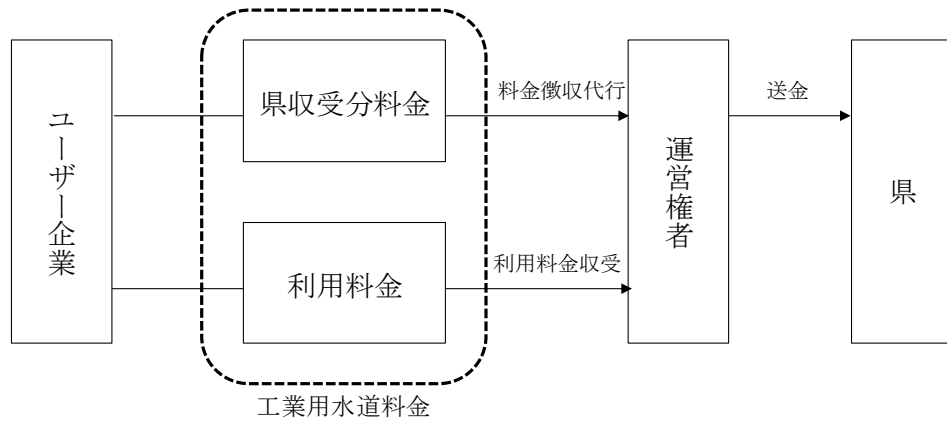 ユーザー企業
県収受分料金
料金徴収代行
送金
運営権者
県
利用料金
利用料金収受
工業用水道料金